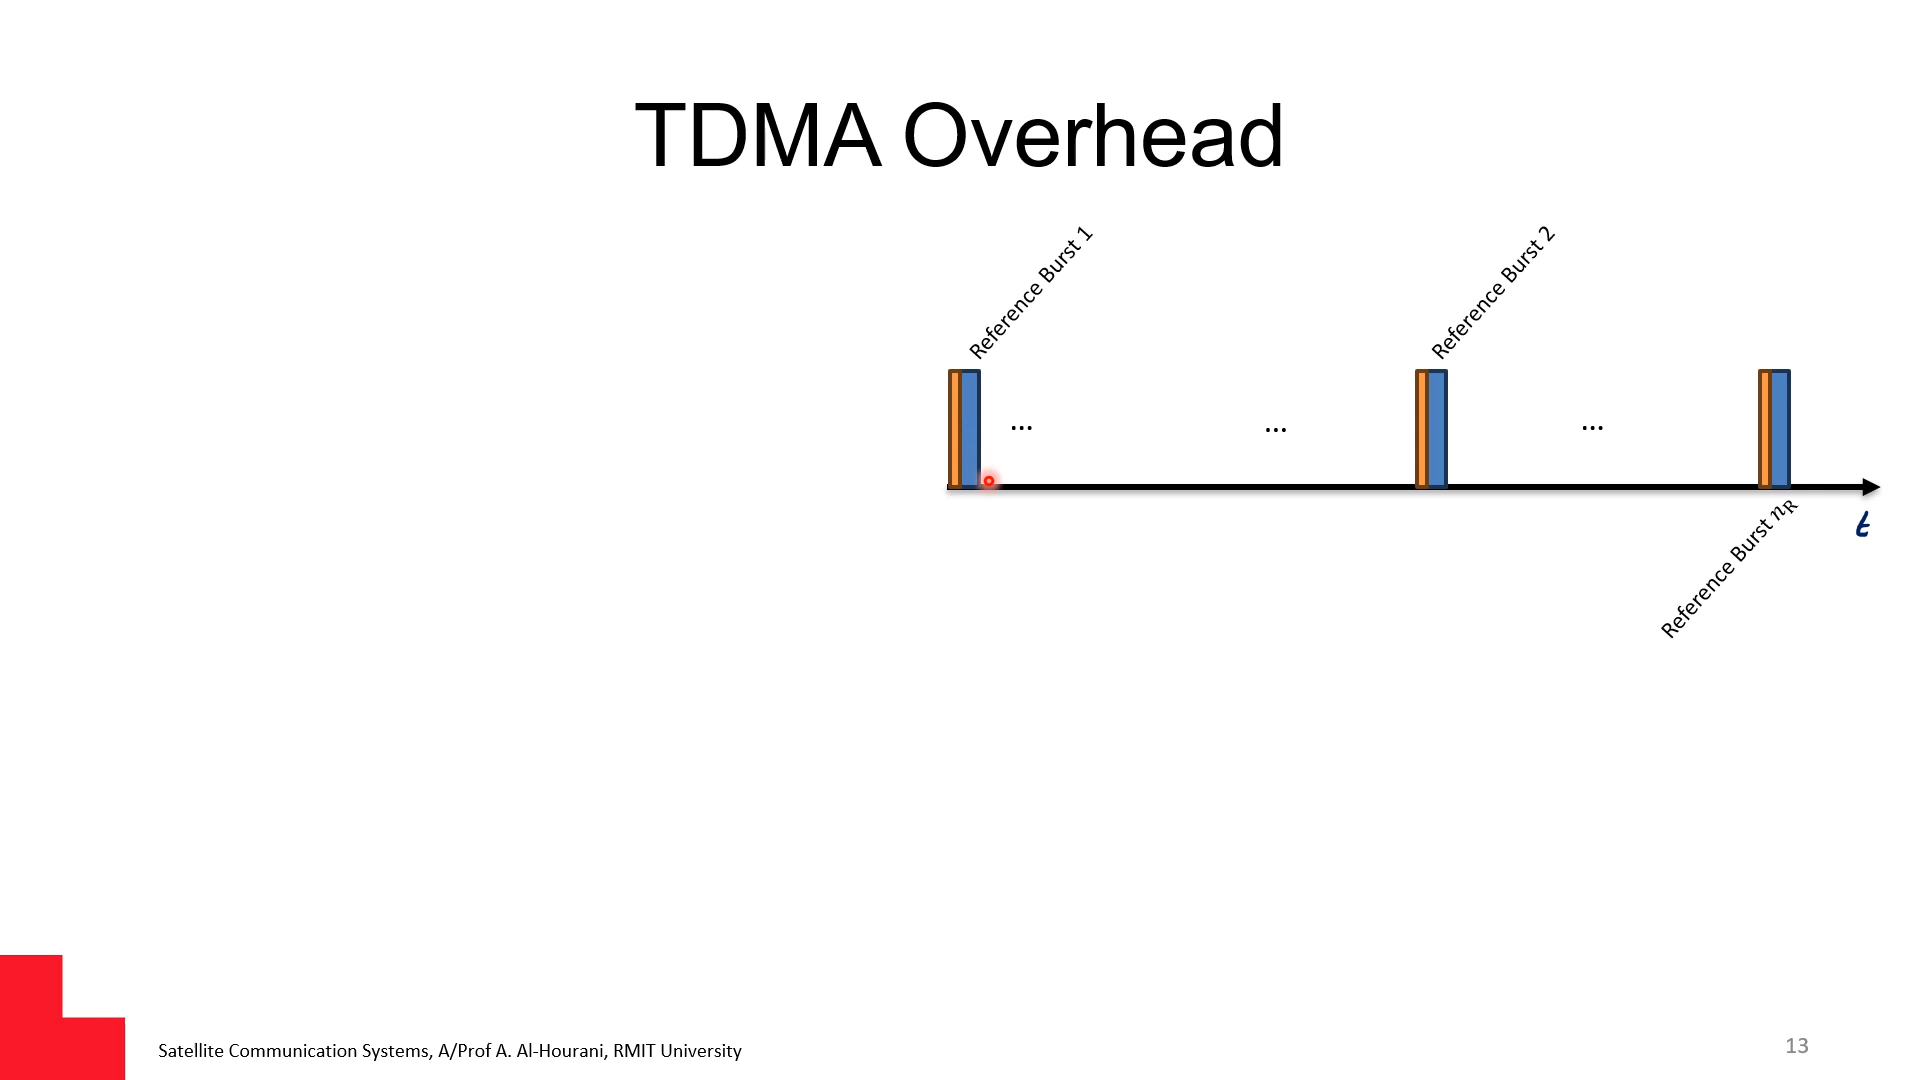 TDMA Overhead
Reference Burst 1
Reference Burst 2
...
...
...
Reference Burst n_R
t
Satellite Communication Systems, A/Prof A. Al-Hourani, RMIT University
13